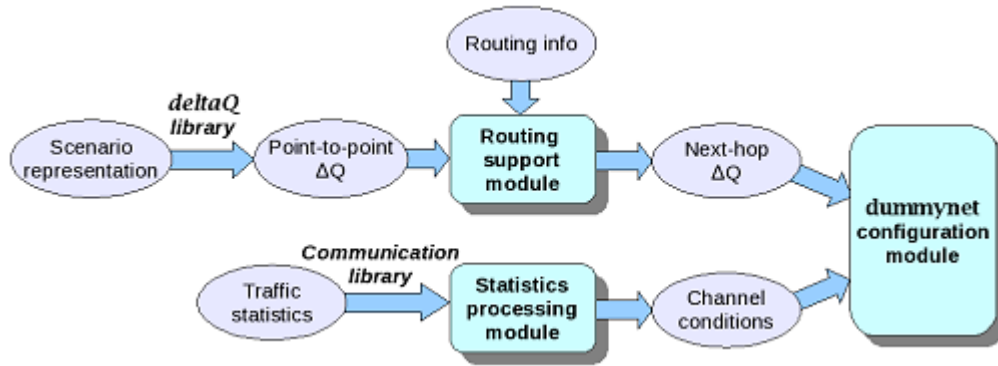 Routing info
deltaQ
library
Scenario
representation
Point-to-point
ΔQ
Routing
support
module
Next-hop
ΔQ
dummynet
configuration
module
Communication
library
Traffic
statistics
Statistics
processing
module
Channel
conditions